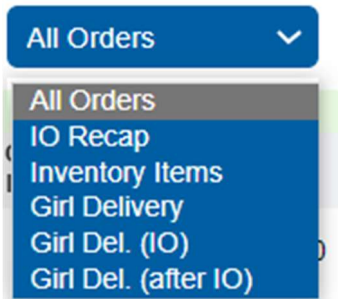 All Orders
All Orders
IO Recap
Inventory Items
Girl Delivery
Girl Del. (IO)
Girl Del. (after IO)